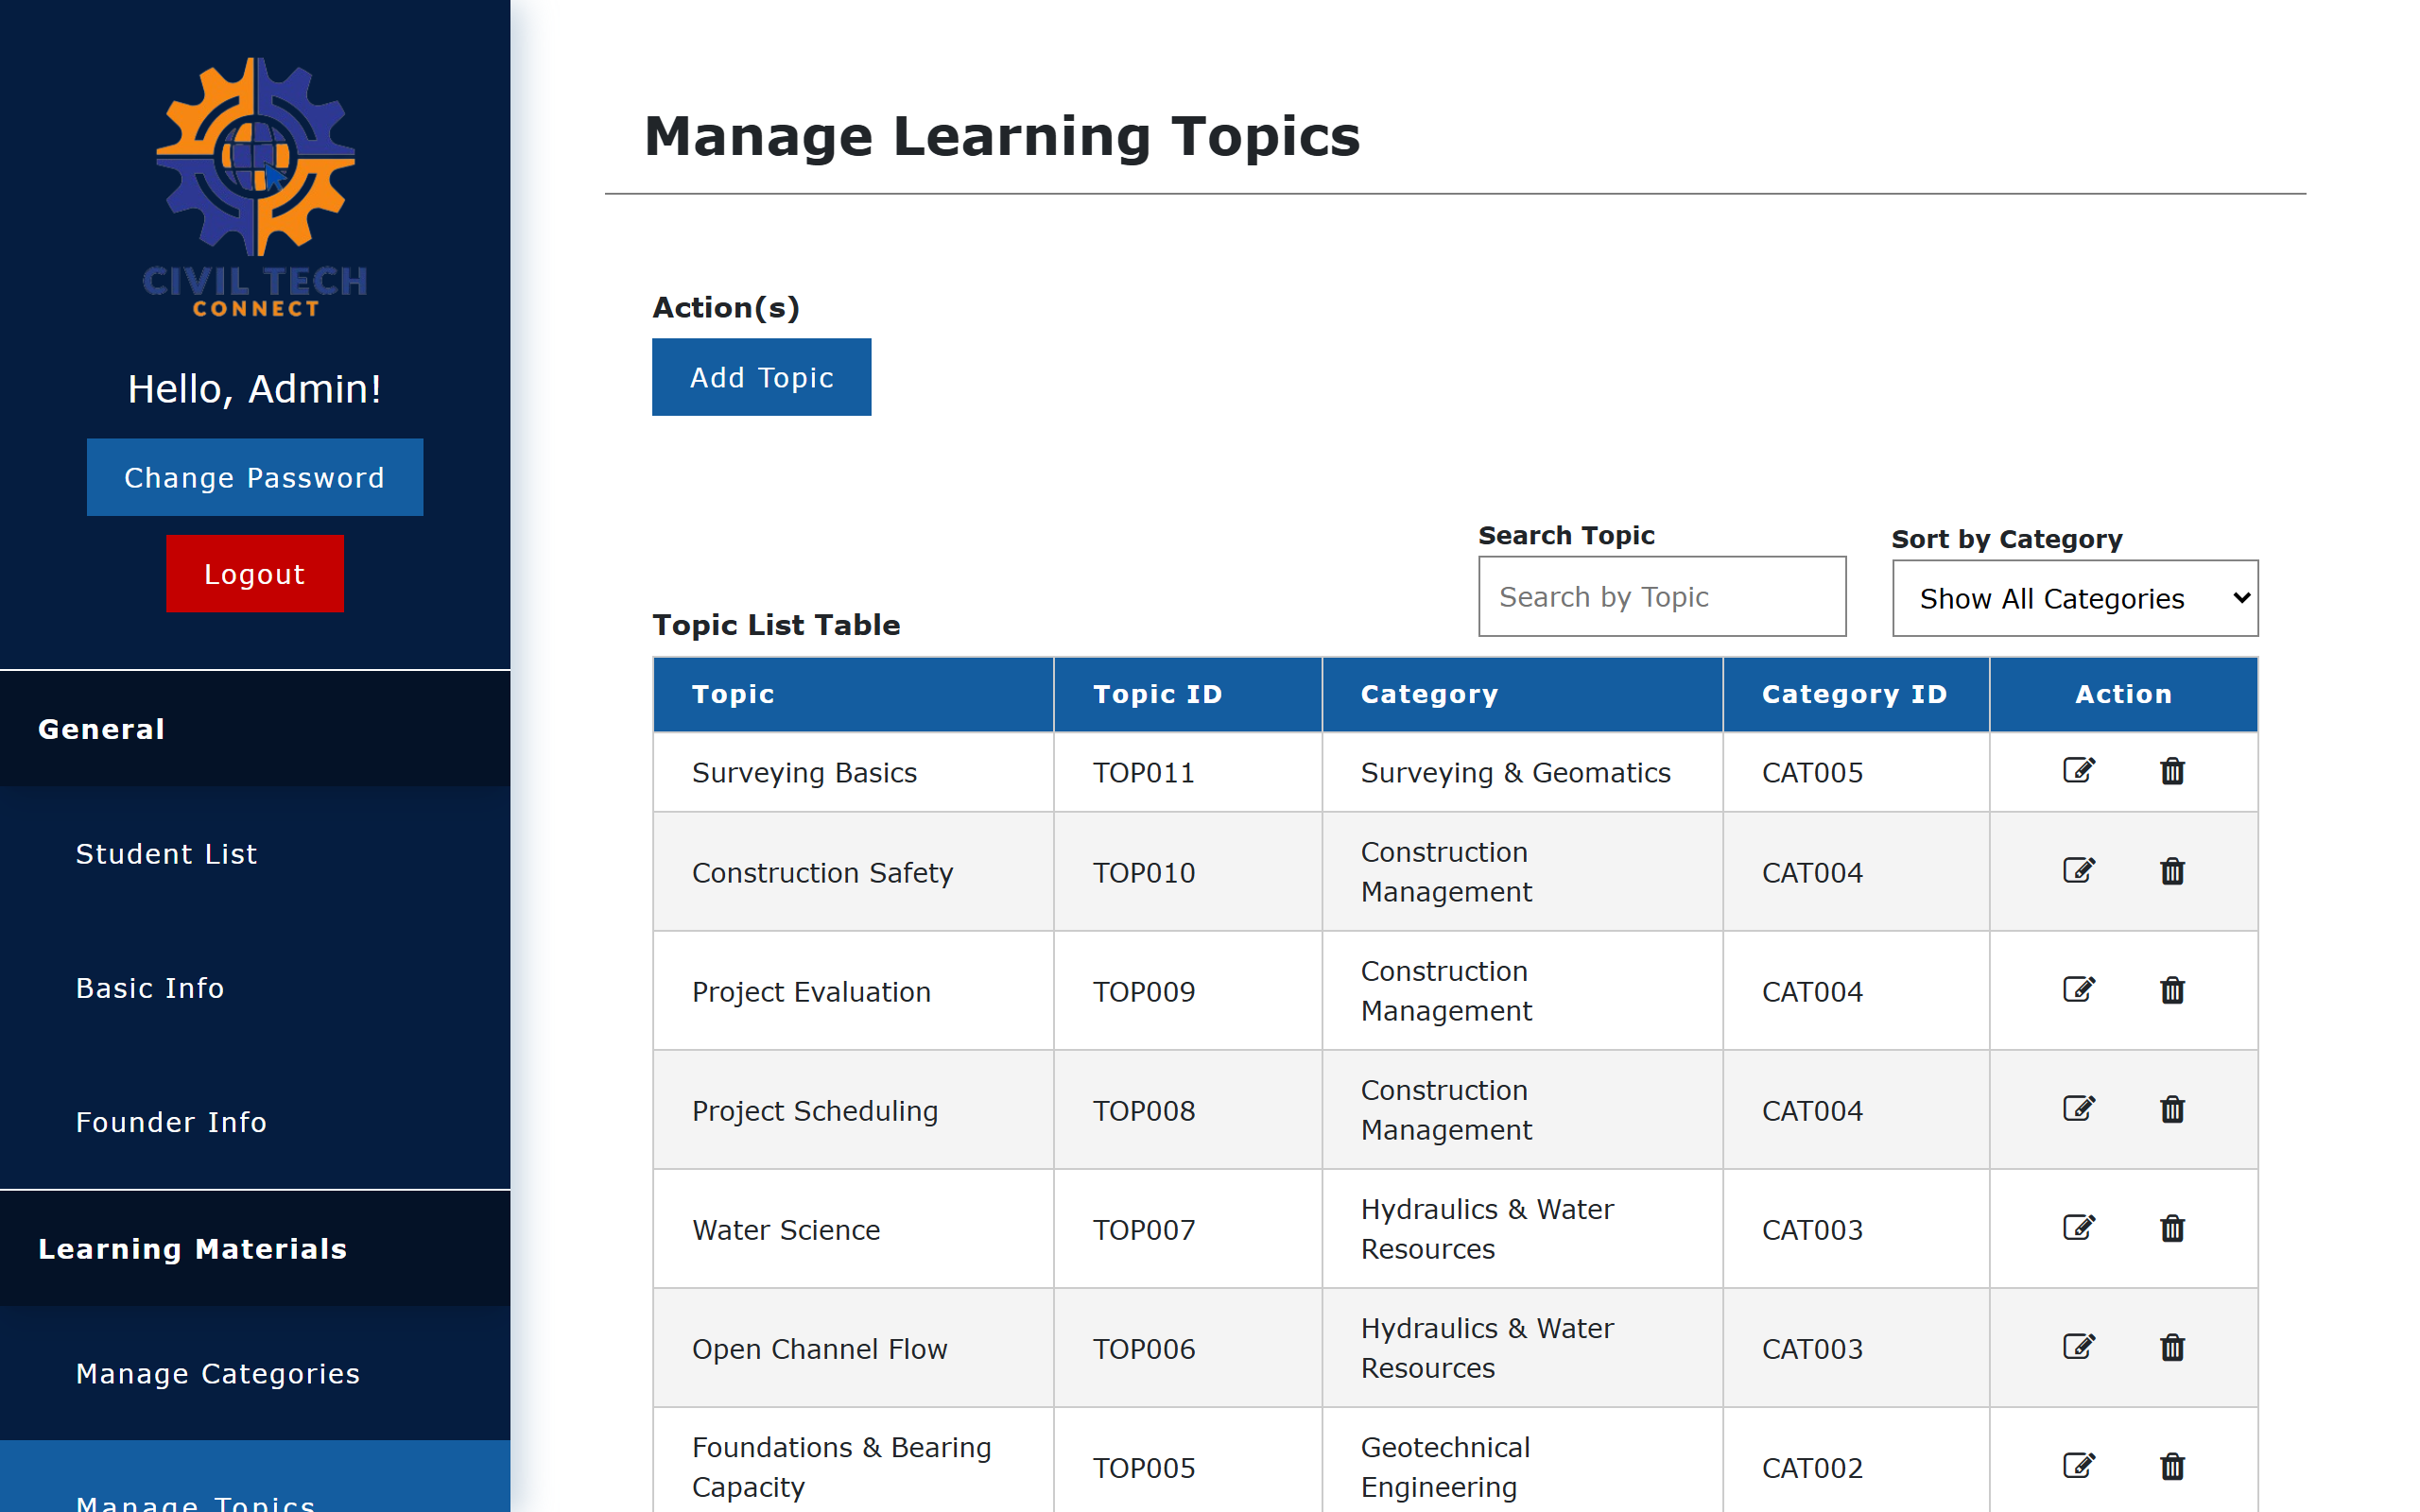 CIVIL TECH
CONNECT
Hello, Admin!
Change Password
Logout
General
Student List
Basic Info
Founder Info
Learning Materials
Manage Categories
Manage Topics
Manage Learning Topics
Action(s)
Add Topic
Search Topic
Search by Topic
Sort by Category
Show All Categories
Topic List Table
Topic Topic ID Category Category ID Action
Surveying Basics TOP011 Surveying & Geomatics CAT005
Construction Safety TOP010 Construction
Management CAT004
Project Evaluation TOP009 Construction
Management CAT004
Project Scheduling TOP008 Construction
Management CAT004
Water Science TOP007 Hydraulics & Water
Resources CAT003
Open Channel Flow TOP006 Hydraulics & Water
Resources CAT003
Foundations & Bearing
Capacity TOP005 Geotechnical
Engineering CAT002